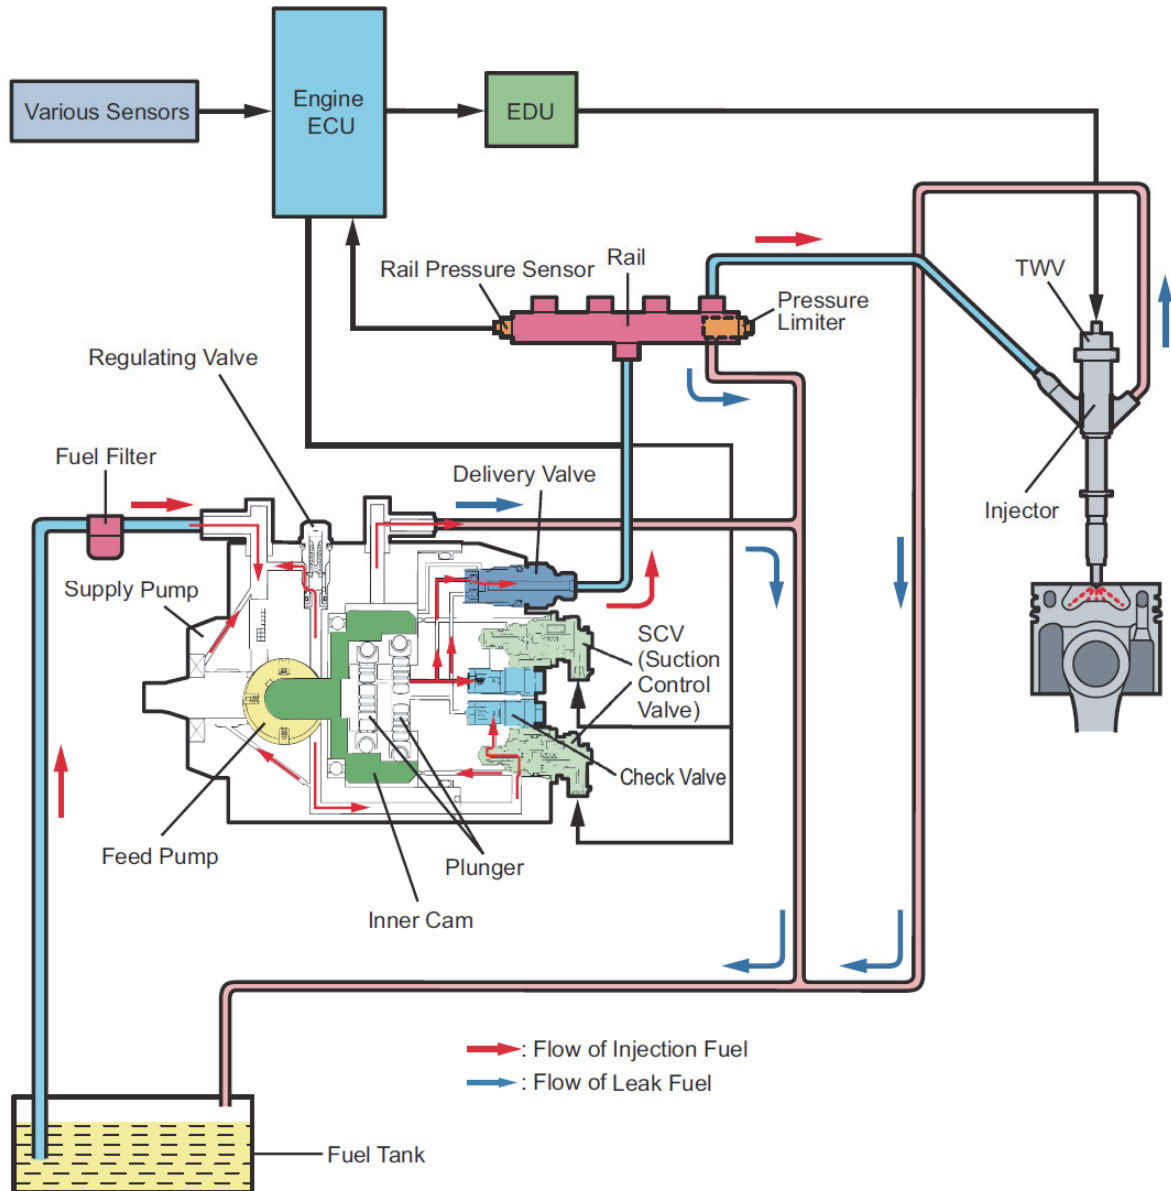 Various Sensors
Engine
ECU
EDU
Rail Pressure Sensor
Rail
TWV
Pressure
Limiter
Regulating Valve
Fuel Filter
Delivery Valve
Injector
Supply Pump
SCV
(Suction
Control
Valve)
Check Valve
Feed Pump
Plunger
Inner Cam
: Flow of Injection Fuel
: Flow of Leak Fuel
Fuel Tank